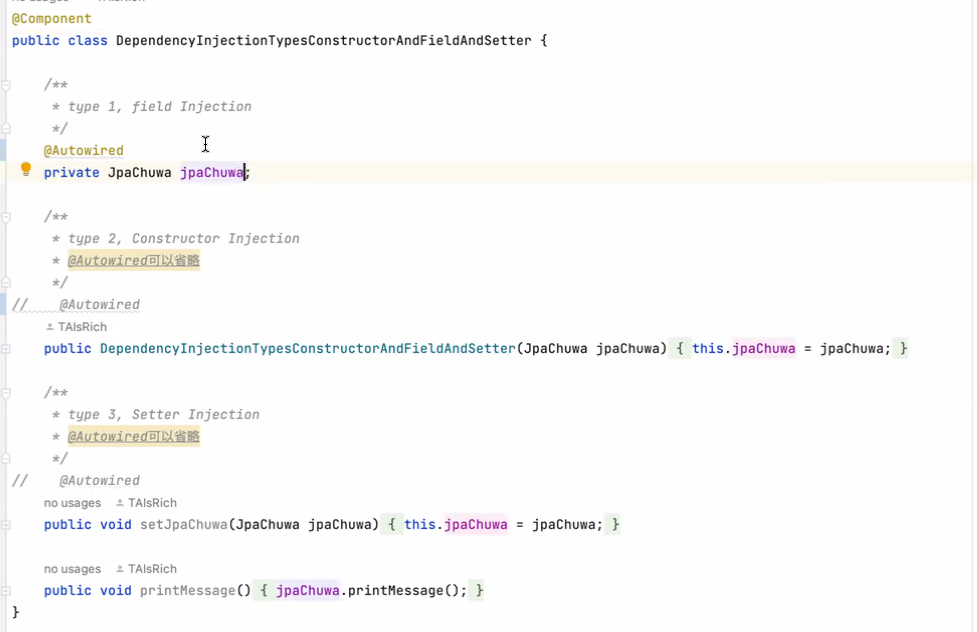 @Component
public class DependencyInjectionTypesConstructorAndFieldAndSetter {
/**
* type 1, field Injection
*/
@Autowired
private JpaChuwa jpaChuwa;
/**
* type 2, Constructor Injection
* @Autowired可以省略
*/
//    @Autowired
TAIsRich
public DependencyInjectionTypesConstructorAndFieldAndSetter(JpaChuwa jpaChuwa) { this.jpaChuwa = jpaChuwa; }
/**
* type 3, Setter Injection
* @Autowired可以省略
*/
//    @Autowired
no usages TAIsRich
public void setJpaChuwa(JpaChuwa jpaChuwa) { this.jpaChuwa = jpaChuwa; }
no usages TAIsRich
public void printMessage() { jpaChuwa.printMessage(); }
}